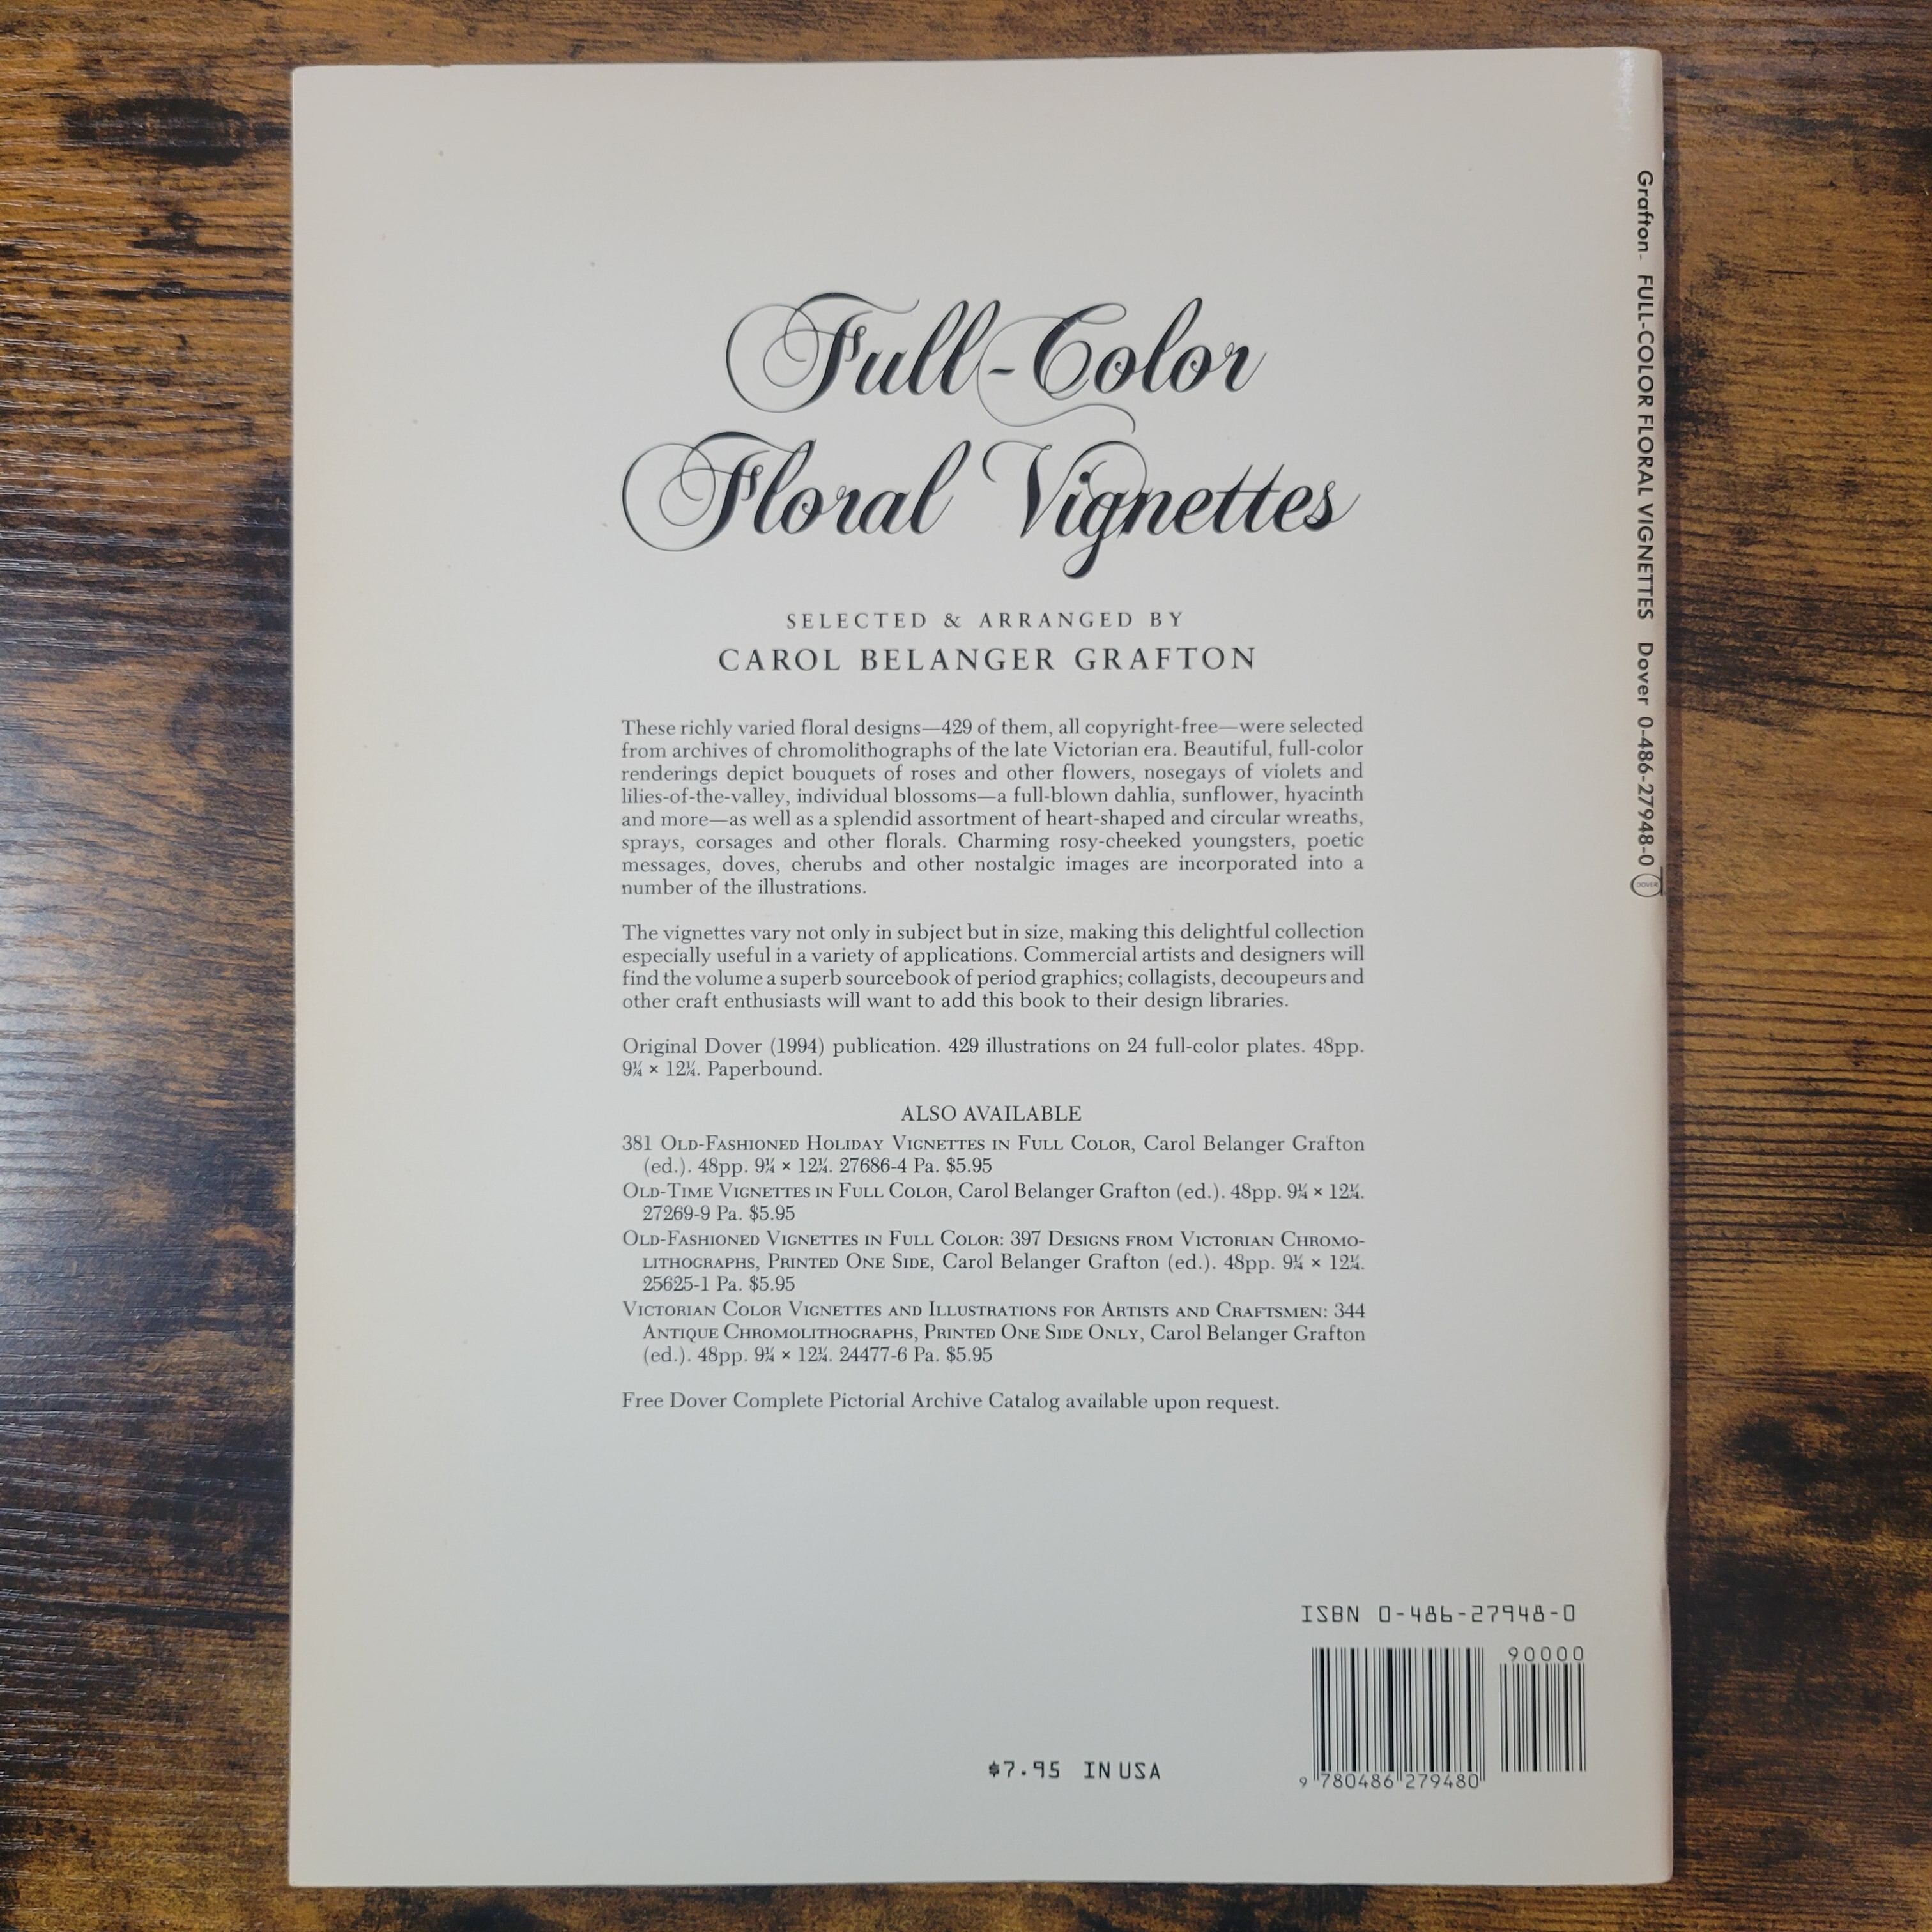 Full-Color
Floral Vignettes
SELECTED & ARRANGED BY
CAROL BELANGER GRAFTON
These richly varied floral designs—429 of them, all copyright-free—were selected
from archives of chromolithographs of the late Victorian era. Beautiful, full-color
renderings depict bouquets of roses and other flowers, nosegays of violets and
lilies-of-the-valley, individual blossoms—a full-blown dahlia, sunflower, hyacinth
and more—as well as a splendid assortment of heart-shaped and circular wreaths,
sprays, corsages and other florals. Charming rosy-cheeked youngsters, poetic
messages, doves, cherubs and other nostalgic images are incorporated into a
number of the illustrations.
The vignettes vary not only in subject but in size, making this delightful collection
especially useful in a variety of applications. Commercial artists and designers will
find the volume a superb sourcebook of period graphics; collagists, decoupeurs and
other craft enthusiasts will want to add this book to their design libraries.
Original Dover (1994) publication. 429 illustrations on 24 full-color plates. 48pp.
9¼ × 12¼. Paperbound.
ALSO AVAILABLE
381 OLD-FASHIONED HOLIDAY VIGNETTES IN FULL COLOR, Carol Belanger Grafton
(ed.). 48pp. 9¼ × 12¼. 27686-4 Pa. $5.95
OLD-TIME VIGNETTES IN FULL COLOR, Carol Belanger Grafton (ed.). 48pp. 9¼ × 12¼.
27269-9 Pa. $5.95
OLD-FASHIONED VIGNETTES IN FULL COLOR: 397 DESIGNS FROM VICTORIAN CHROMO-
LITHOGRAPHS, PRINTED ONE SIDE, Carol Belanger Grafton (ed.). 48pp. 9¼ × 12¼.
25625-1 Pa. $5.95
VICTORIAN COLOR VIGNETTES AND ILLUSTRATIONS FOR ARTISTS AND CRAFTSMEN: 344
ANTIQUE CHROMOLITHOGRAPHS, PRINTED ONE SIDE ONLY, Carol Belanger Grafton
(ed.). 48pp. 9¼ × 12¼. 24477-6 Pa. $5.95
Free Dover Complete Pictorial Archive Catalog available upon request.
ISBN 0-486-27948-0
90000
9 780486 279480
$7.95 IN USA
Grafton- FULL-COLOR FLORAL VIGNETTES Dover 0-486-27948-0
DOVER